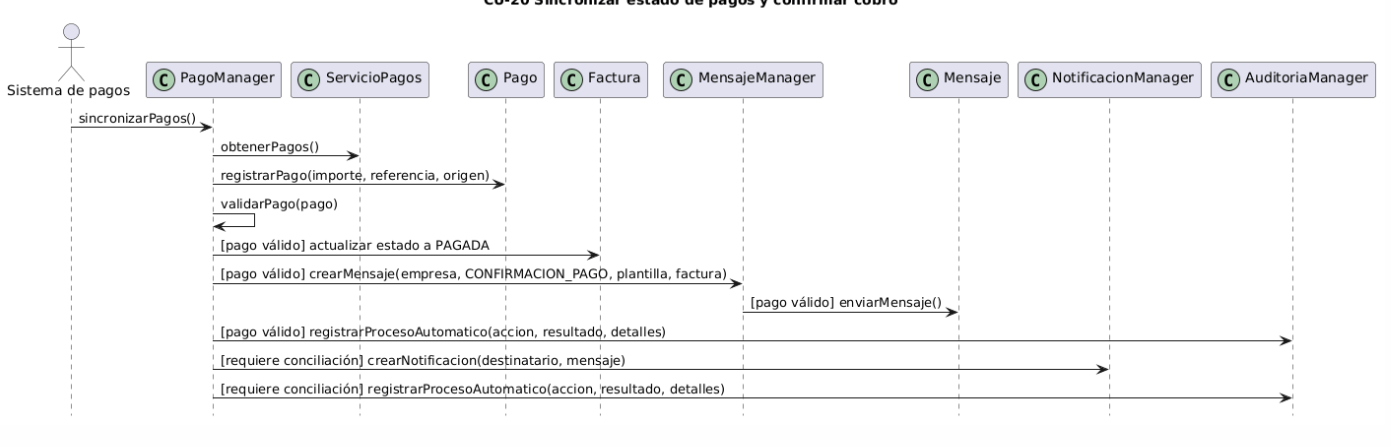 CU-20 Sincronizar estado de pagos y confirmar cobro
Sistema de pagos
C PagoManager
C ServicioPagos
C Pago
C Factura
C MensajeManager
C Mensaje
C NotificacionManager
C AuditoriaManager
sincronizarPagos()
obtenerPagos()
registrarPago(importe, referencia, origen)
validarPago(pago)
[pago válido] actualizar estado a PAGADA
[pago válido] crearMensaje(empresa, CONFIRMACION_PAGO, plantilla, factura)
[pago válido] enviarMensaje()
[pago válido] registrarProcesoAutomatico(accion, resultado, detalles)
[requiere conciliación] crearNotificacion(destinatario, mensaje)
[requiere conciliación] registrarProcesoAutomatico(accion, resultado, detalles)